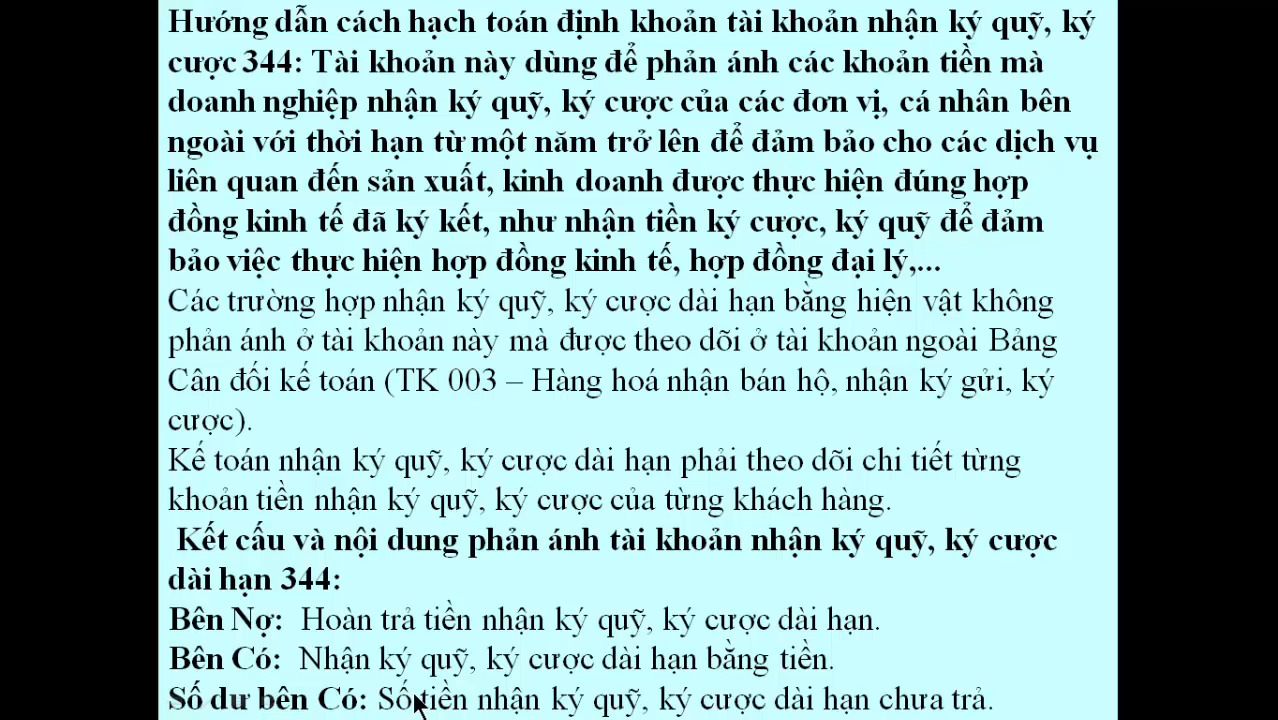 Hướng dẫn cách hạch toán định khoản tài khoản nhận ký quỹ, ký
cược 344: Tài khoản này dùng để phản ánh các khoản tiền mà
doanh nghiệp nhận ký quỹ, ký cược của các đơn vị, cá nhân bên
ngoài với thời hạn từ một năm trở lên để đảm bảo cho các dịch vụ
liên quan đến sản xuất, kinh doanh được thực hiện đúng hợp
đồng kinh tế đã ký kết, như nhận tiền ký cược, ký quỹ để đảm
bảo việc thực hiện hợp đồng kinh tế, hợp đồng đại lý,...
Các trường hợp nhận ký quỹ, ký cược dài hạn bằng hiện vật không
phản ánh ở tài khoản này mà được theo dõi ở tài khoản ngoài Bảng
Cân đối kế toán (TK 003 – Hàng hoá nhận bán hộ, nhận ký gửi, ký
cược).
Kế toán nhận ký quỹ, ký cược dài hạn phải theo dõi chi tiết từng
khoản tiền nhận ký quỹ, ký cược của từng khách hàng.
Kết cấu và nội dung phản ánh tài khoản nhận ký quỹ, ký cược
dài hạn 344:
Bên Nợ: Hoàn trả tiền nhận ký quỹ, ký cược dài hạn.
Bên Có: Nhận ký quỹ, ký cược dài hạn bằng tiền.
Số dư bên Có: Số tiền nhận ký quỹ, ký cược dài hạn chưa trả.